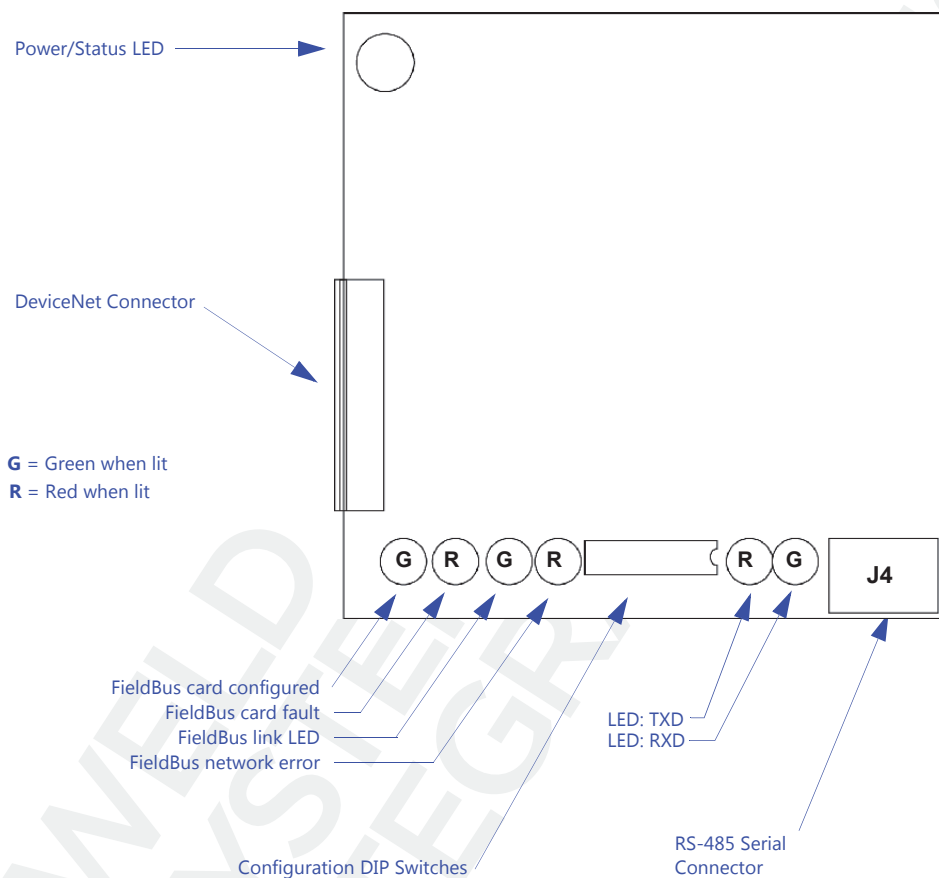 Power/Status LED
DeviceNet Connector
G = Green when lit
R = Red when lit
G R G R R G J4
FieldBus card configured
FieldBus card fault
FieldBus link LED
FieldBus network error
LED: TXD
LED: RXD
Configuration DIP Switches
RS-485 Serial
Connector
WELD